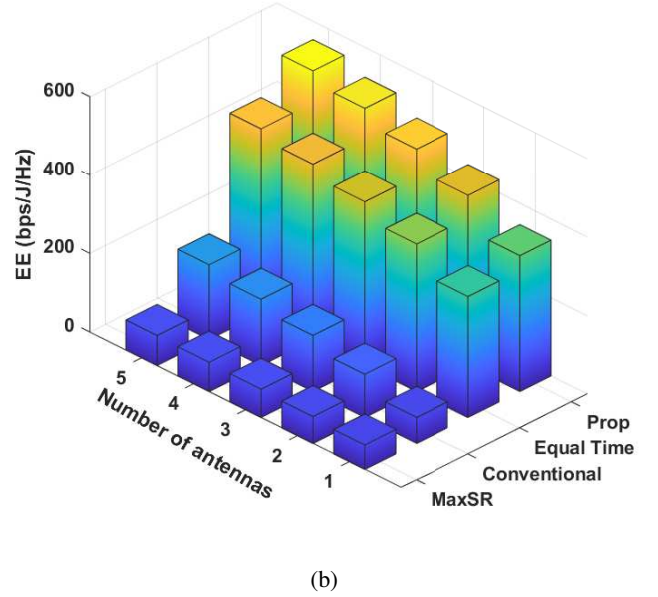 600
400
200
0
EE (bps/J/Hz)
5
4
3
2
1
Number of antennas
Prop
Equal Time
Conventional
MaxSR
(b)